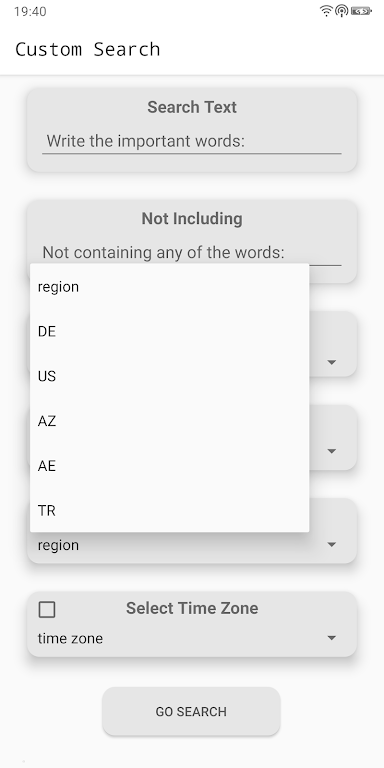 19:40
Custom Search
Search Text
Write the important words:
Not Including
Not containing any of the words:
region
DE
US
AZ
AE
TR
region
Select Time Zone
time zone
GO SEARCH